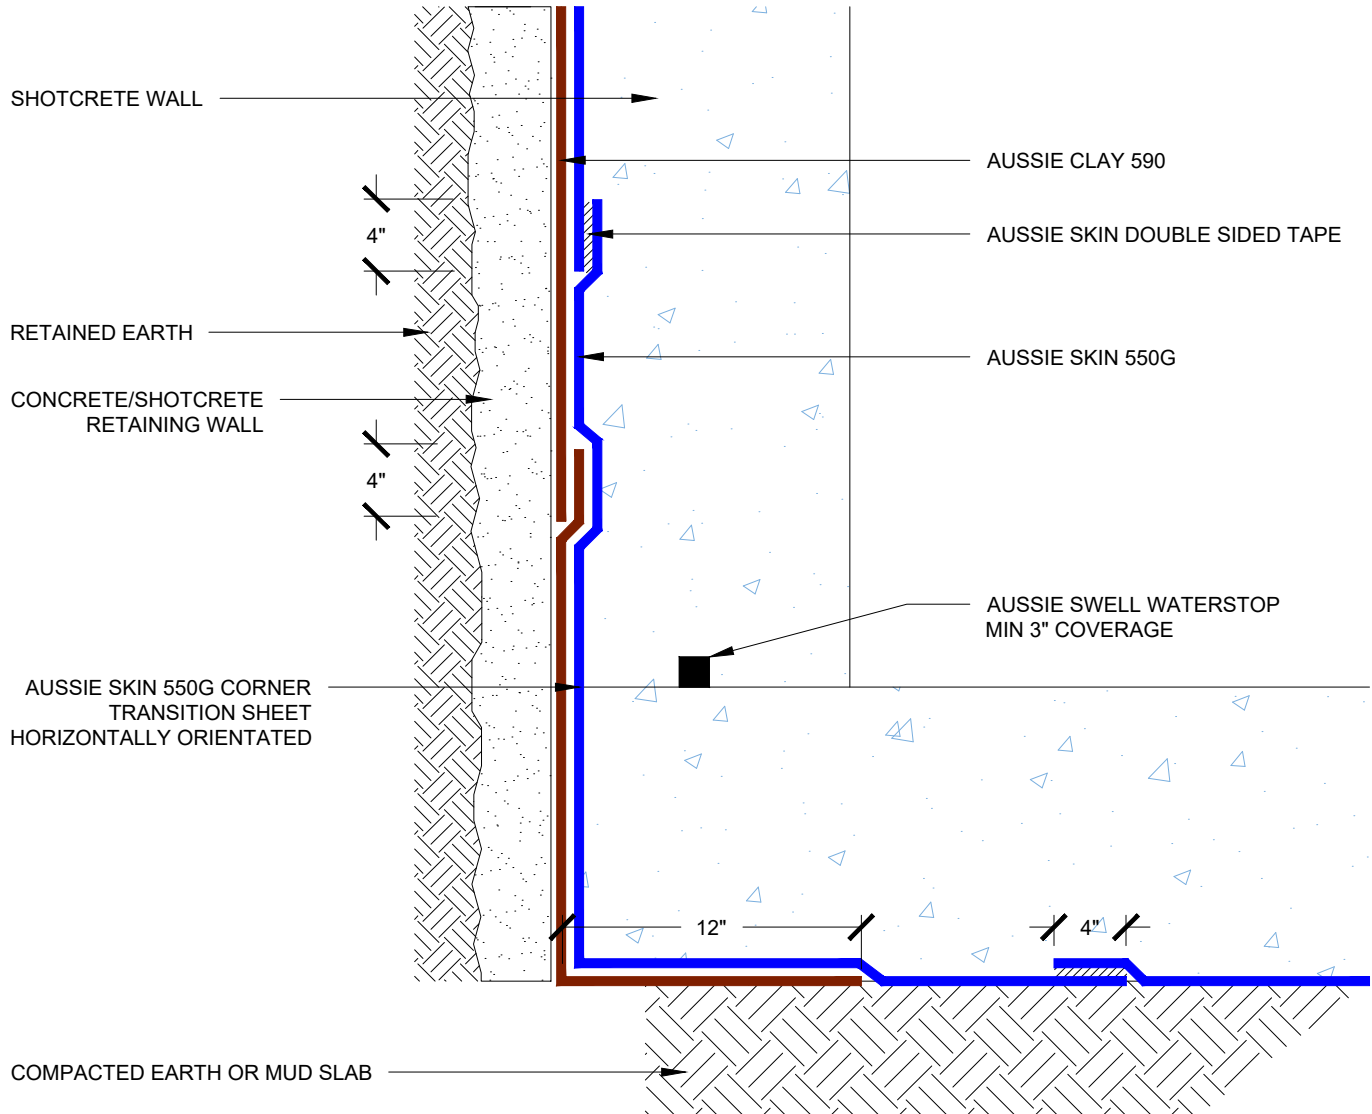 SHOTCRETE WALL
AUSSIE CLAY 590
AUSSIE SKIN DOUBLE SIDED TAPE
4"
RETAINED EARTH
AUSSIE SKIN 550G
CONCRETE/SHOTCRETE
RETAINING WALL
4"
AUSSIE SWELL WATERSTOP
MIN 3" COVERAGE
AUSSIE SKIN 550G CORNER
TRANSITION SHEET
HORIZONTALLY ORIENTATED
12"
4"
COMPACTED EARTH OR MUD SLAB